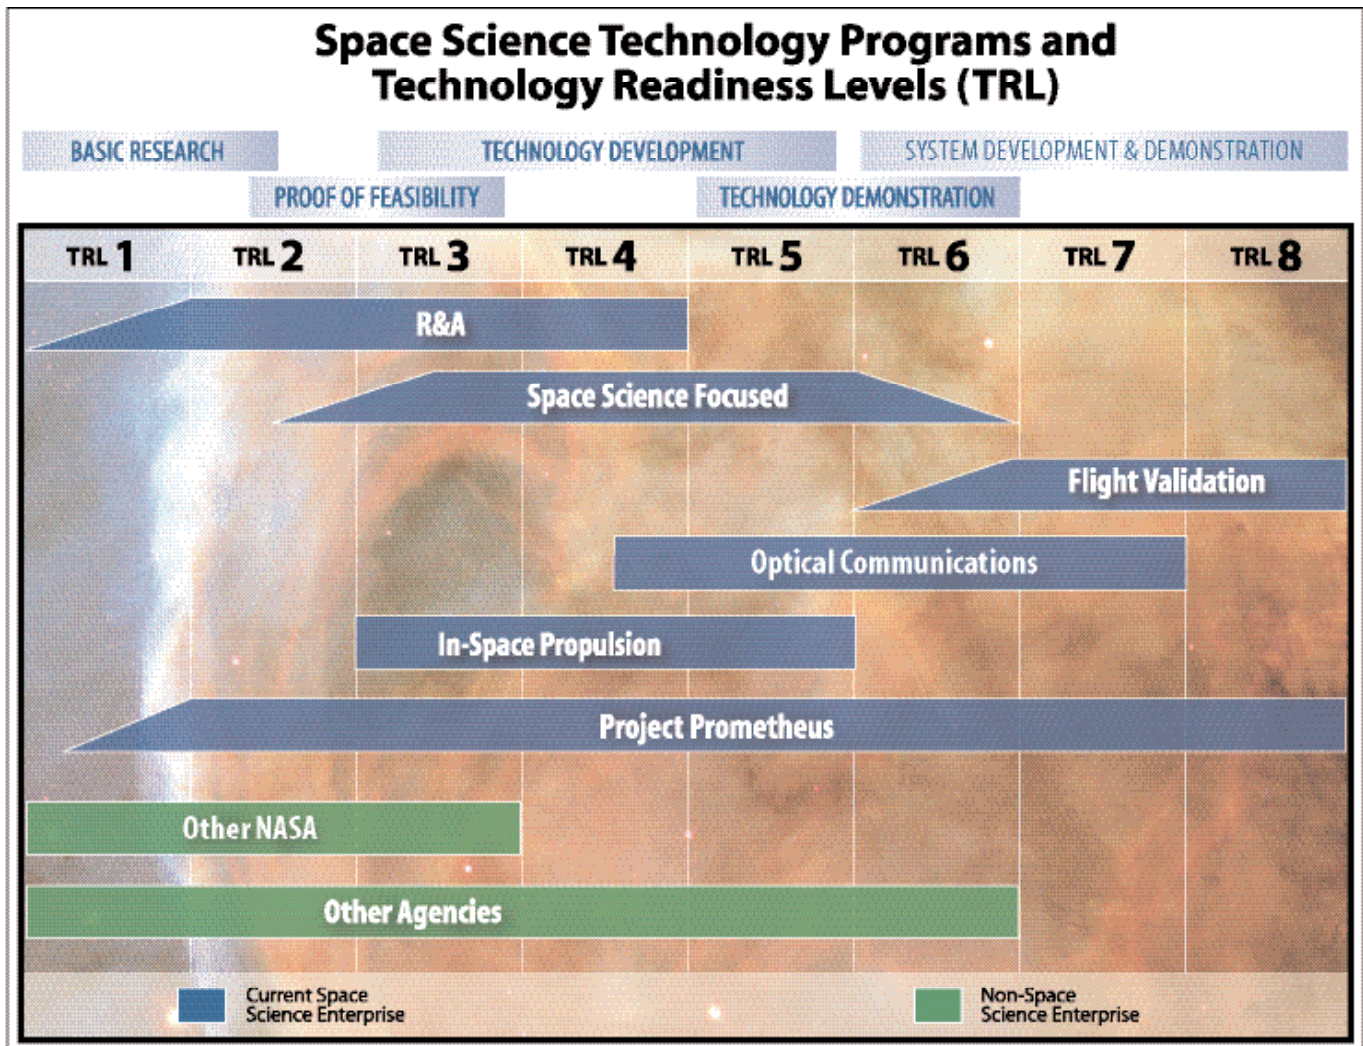 Space Science Technology Programs and
Technology Readiness Levels (TRL)
BASIC RESEARCH
TECHNOLOGY DEVELOPMENT
SYSTEM DEVELOPMENT & DEMONSTRATION
PROOF OF FEASIBILITY
TECHNOLOGY DEMONSTRATION
TRL 1
TRL 2
TRL 3
TRL 4
TRL 5
TRL 6
TRL 7
TRL 8
R&A
Space Science Focused
Flight Validation
Optical Communications
In-Space Propulsion
Project Prometheus
Other NASA
Other Agencies
Current Space
Science Enterprise
Non-Space
Science Enterprise